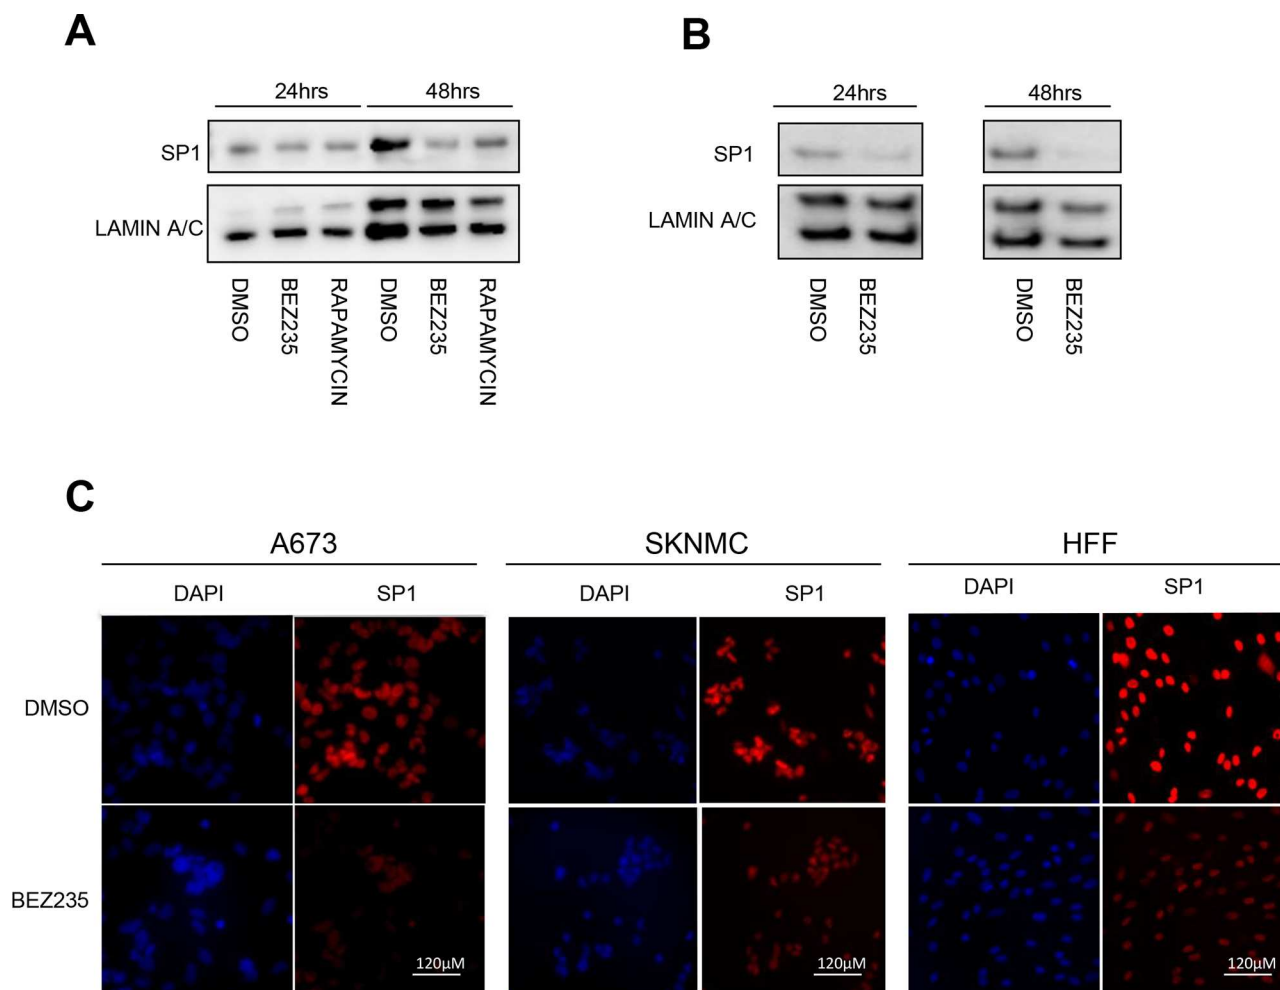 A
B
24hrs 48hrs
24hrs 48hrs
SP1
SP1
LAMIN A/C
LAMIN A/C
DMSO
BEZ235
RAPAMYCIN
DMSO
BEZ235
RAPAMYCIN
DMSO
BEZ235
DMSO
BEZ235
C
A673 SKNMC HFF
DAPI SP1 DAPI SP1 DAPI SP1
DMSO
BEZ235
120μM 120μM 120μM